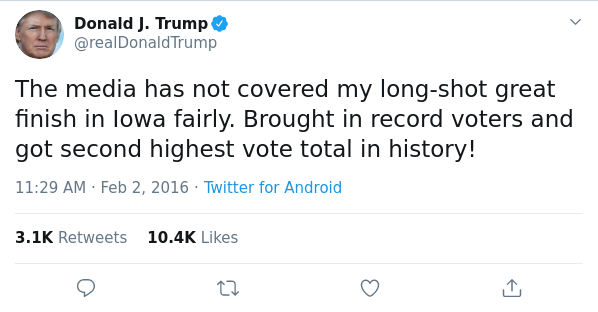 Donald J. Trump
@realDonaldTrump
The media has not covered my long-shot great
finish in Iowa fairly. Brought in record voters and
got second highest vote total in history!
11:29 AM · Feb 2, 2016 · Twitter for Android
3.1K Retweets 10.4K Likes